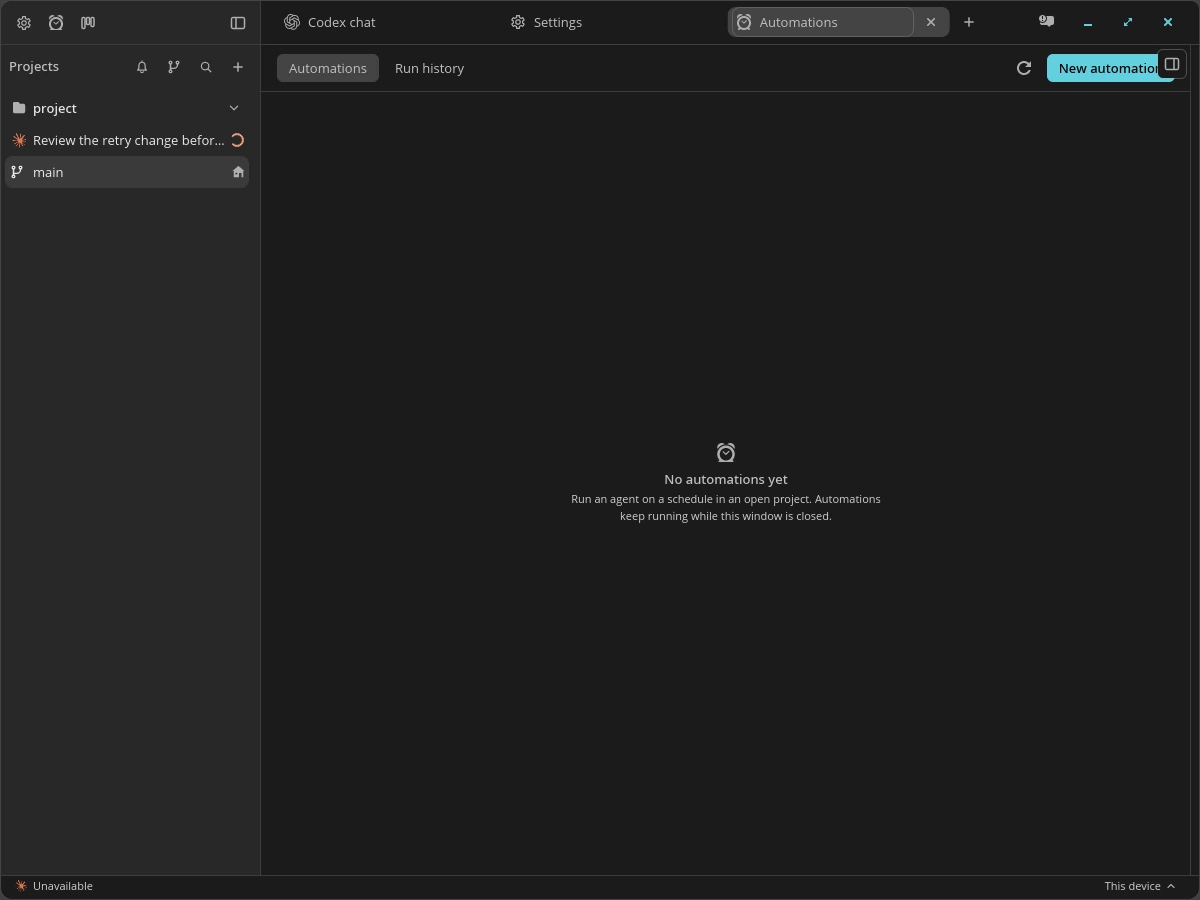 Codex chat
Settings
Automations
Projects
Automations
Run history
New automation
project
Review the retry change befor...
main
No automations yet
Run an agent on a schedule in an open project. Automations
keep running while this window is closed.
Unavailable
This device